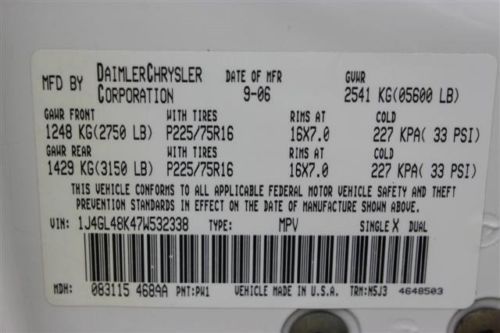 MFD BY DAIMLERCHRYSLER CORPORATION DATE OF MFR 9-06 GVWR 2541 KG(05600 LB)
GAWR FRONT WITH TIRES RIMS AT COLD
1248 KG(2750 LB) P225/75R16 16X7.0 227 KPA( 33 PSI)
GAWR REAR WITH TIRES RIMS AT COLD
1429 KG(3150 LB) P225/75R16 16X7.0 227 KPA( 33 PSI)
THIS VEHICLE CONFORMS TO ALL APPLICABLE FEDERAL MOTOR VEHICLE SAFETY AND THEFT
PREVENTION STANDARDS IN EFFECT ON THE DATE OF MANUFACTURE SHOWN ABOVE.
VIN: 1J4GL48K47W532338 TYPE: MPV SINGLE X DUAL
MDH: 083115 4689A PNT:PW1 VEHICLE MADE IN U.S.A. TRM:M5J3 4648503